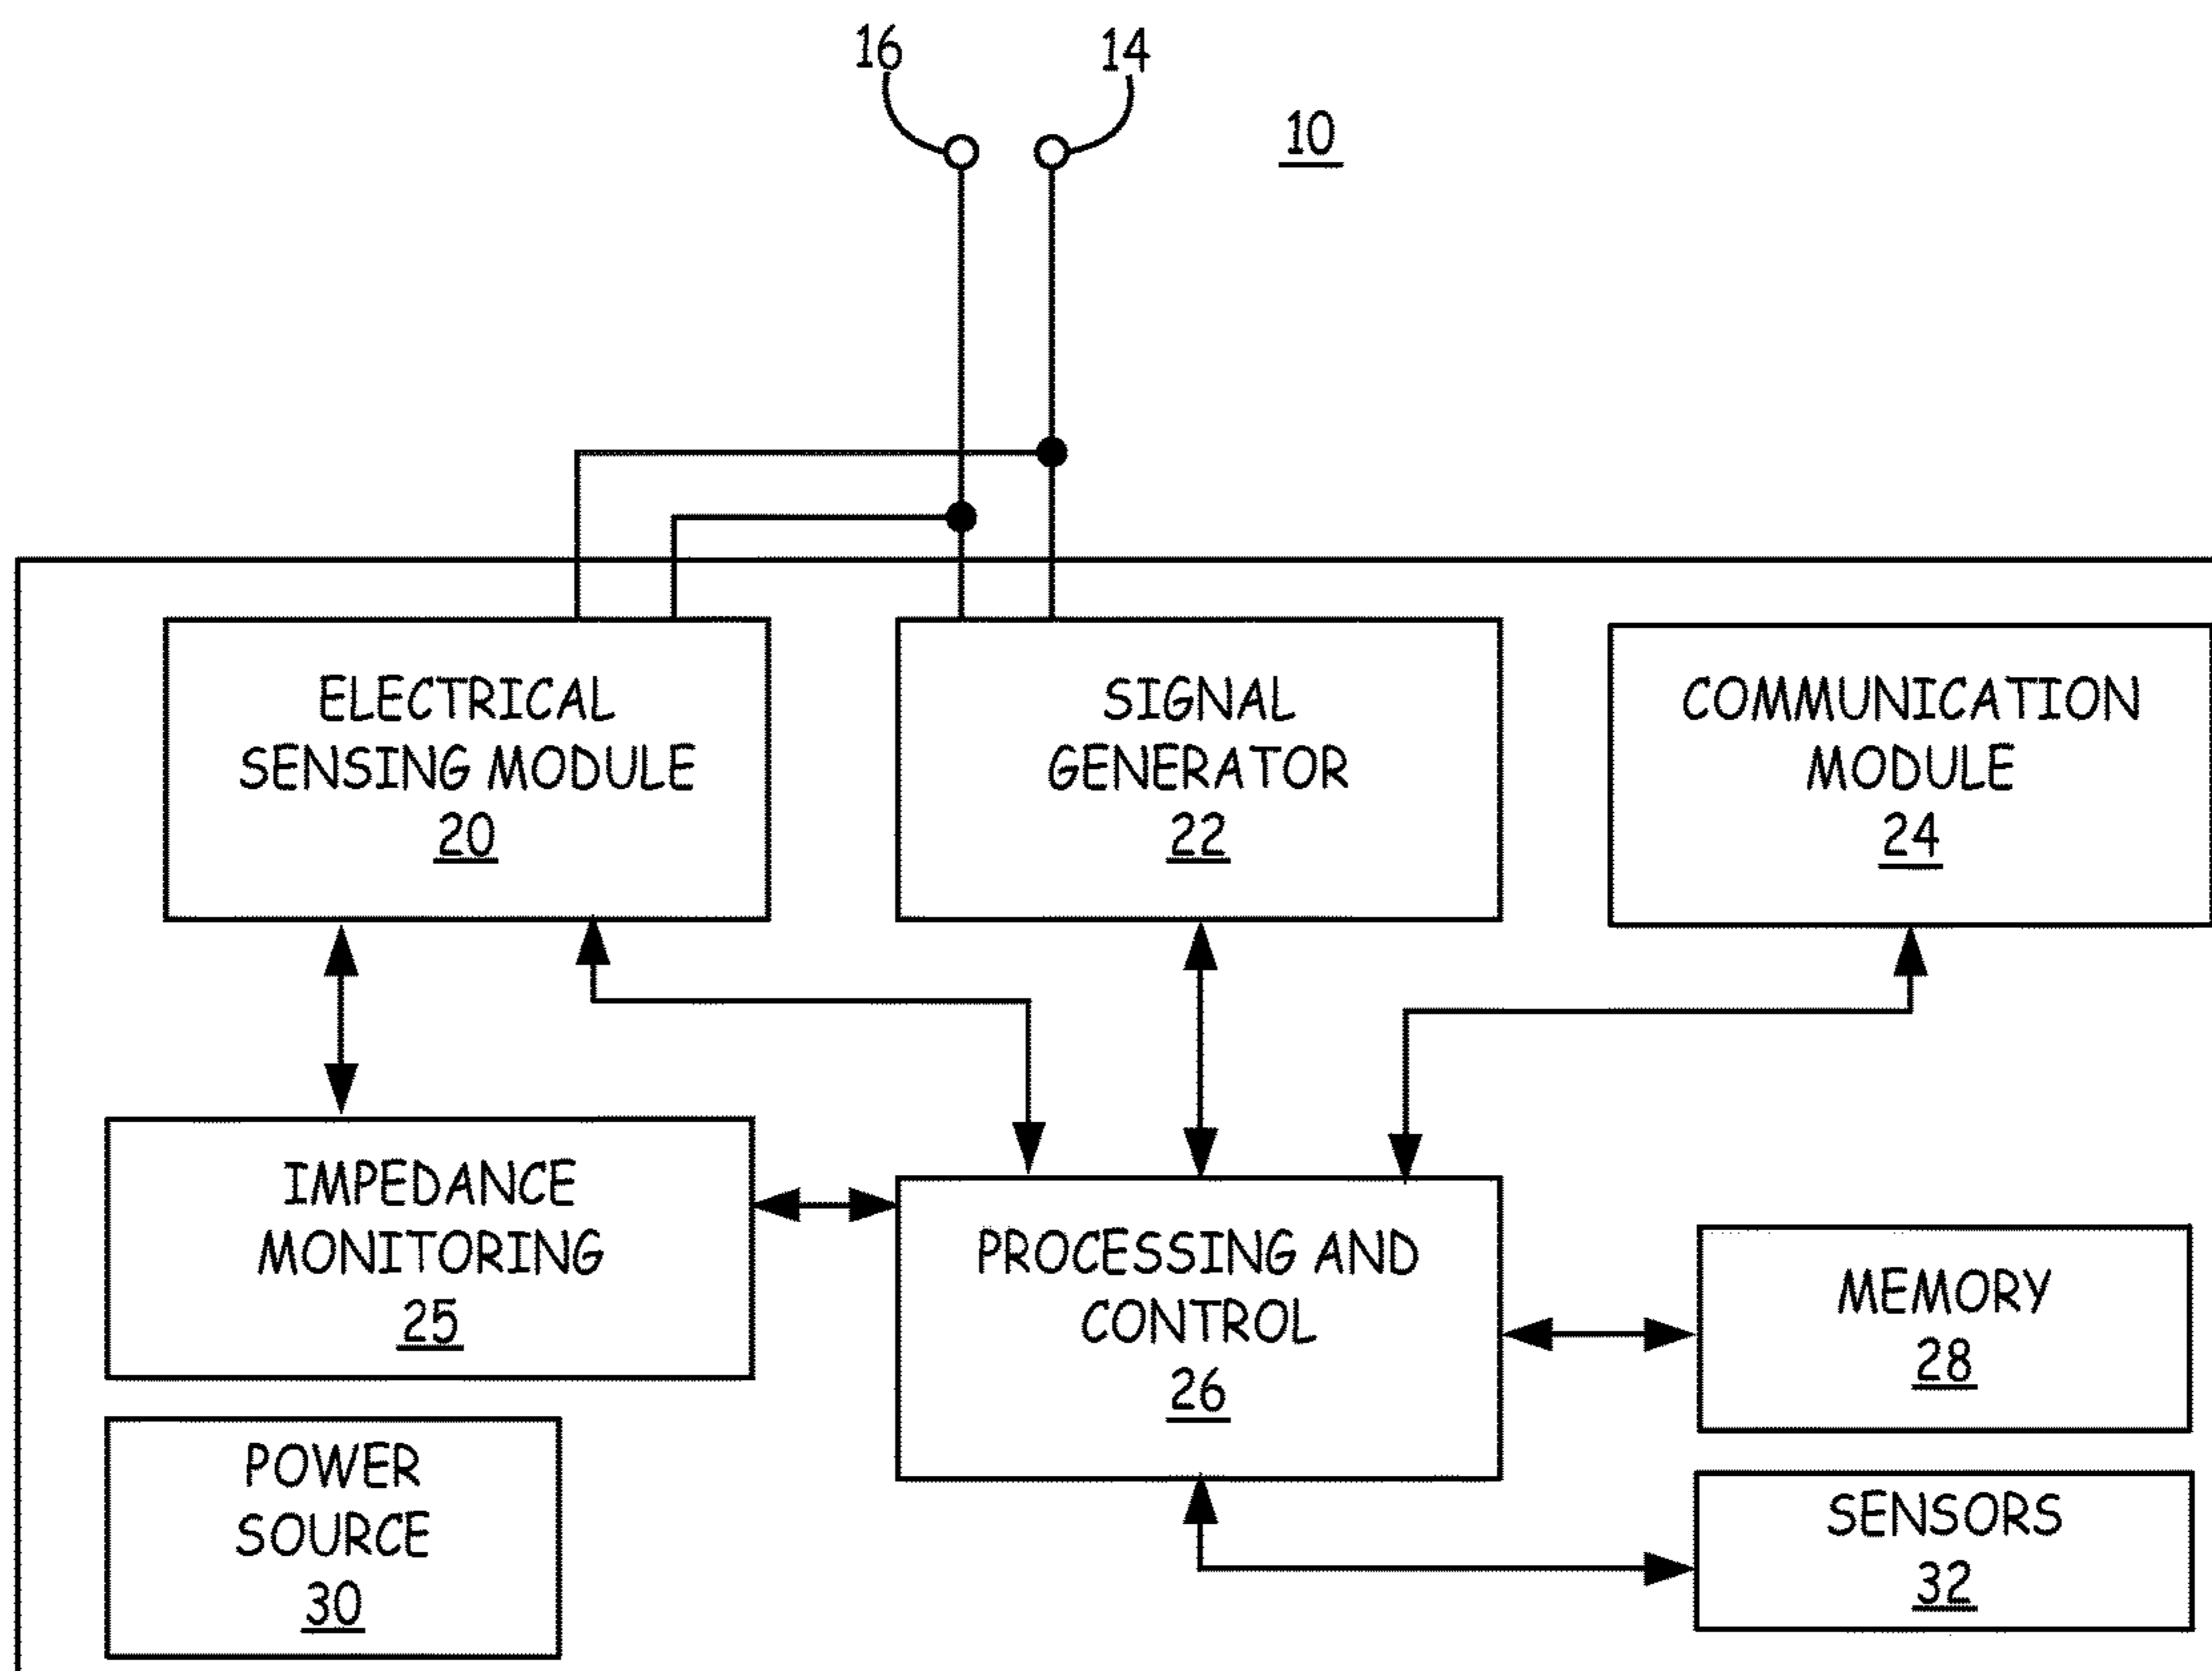 16
14
10
ELECTRICAL
SENSING MODULE
20
SIGNAL
GENERATOR
22
COMMUNICATION
MODULE
24
IMPEDANCE
MONITORING
25
PROCESSING AND
CONTROL
26
MEMORY
28
POWER
SOURCE
30
SENSORS
32